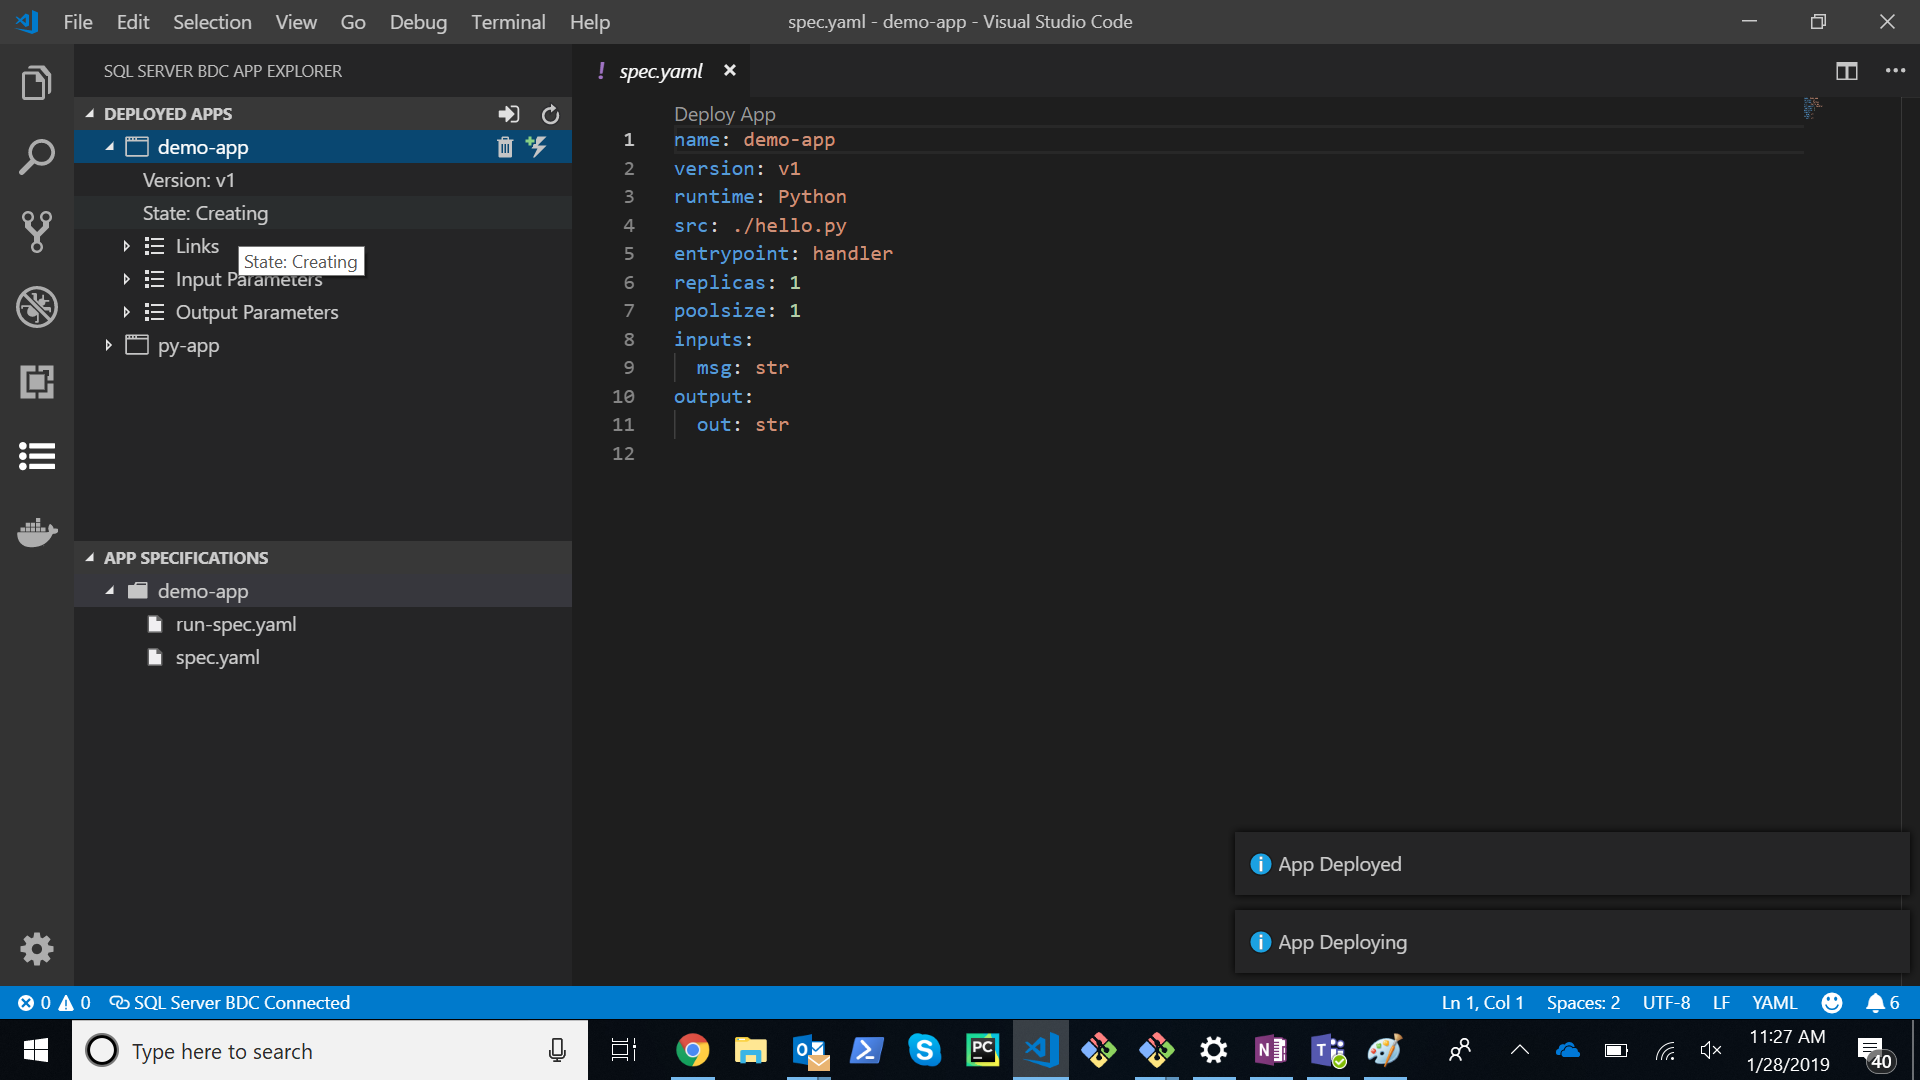 File Edit Selection View Go Debug Terminal Help
spec.yaml - demo-app - Visual Studio Code
SQL SERVER BDC APP EXPLORER
DEPLOYED APPS
demo-app
Version: v1
State: Creating
Links
State: Creating
Input Parameters
Output Parameters
py-app
APP SPECIFICATIONS
demo-app
run-spec.yaml
spec.yaml
! spec.yaml
Deploy App
1 name: demo-app
2 version: v1
3 runtime: Python
4 src: ./hello.py
5 entrypoint: handler
6 replicas: 1
7 poolsize: 1
8 inputs:
9 msg: str
10 output:
11 out: str
12
App Deployed
App Deploying
0 0 SQL Server BDC Connected
Ln 1, Col 1 Spaces: 2 UTF-8 LF YAML 6
Type here to search
PC
11:27 AM
1/28/2019
40